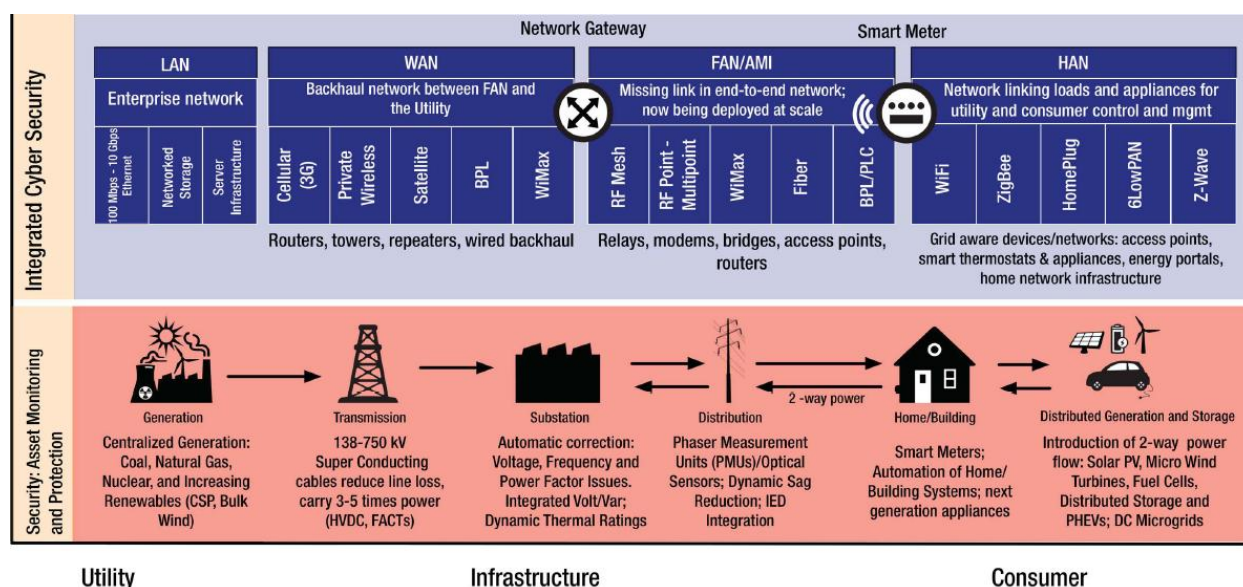 Integrated Cyber Security
Network Gateway
Smart Meter
LAN
Enterprise network
100 Mbps - 10 Gbps
Ethernet
Networked
Storage
Server
Infrastructure
WAN
Backhaul network between FAN and
the Utility
Cellular
(3G)
Private
Wireless
Satellite
BPL
WiMax
Routers, towers, repeaters, wired backhaul
FAN/AMI
Missing link in end-to-end network;
now being deployed at scale
RF Mesh
RF Point -
Multipoint
WiMax
Fiber
BPL/PLC
Relays, modems, bridges, access points,
routers
HAN
Network linking loads and appliances for
utility and consumer control and mgmt
WiFi
ZigBee
HomePlug
6LowPAN
Z-Wave
Grid aware devices/networks: access points,
smart thermostats & appliances, energy portals,
home network infrastructure
Security: Asset Monitoring
and Protection
Generation
Centralized Generation:
Coal, Natural Gas,
Nuclear, and Increasing
Renewables (CSP, Bulk
Wind)
Transmission
138-750 kV
Super Conducting
cables reduce line loss,
carry 3-5 times power
(HVDC, FACTs)
Substation
Automatic correction:
Voltage, Frequency and
Power Factor Issues.
Integrated Volt/Var;
Dynamic Thermal Ratings
Distribution
Phaser Measurement
Units (PMUs)/Optical
Sensors; Dynamic Sag
Reduction; IED
Integration
2 -way power
Home/Building
Smart Meters;
Automation of Home/
Building Systems; next
generation appliances
Distributed Generation and Storage
Introduction of 2-way power
flow: Solar PV, Micro Wind
Turbines, Fuel Cells,
Distributed Storage and
PHEVs; DC Microgrids
Utility
Infrastructure
Consumer